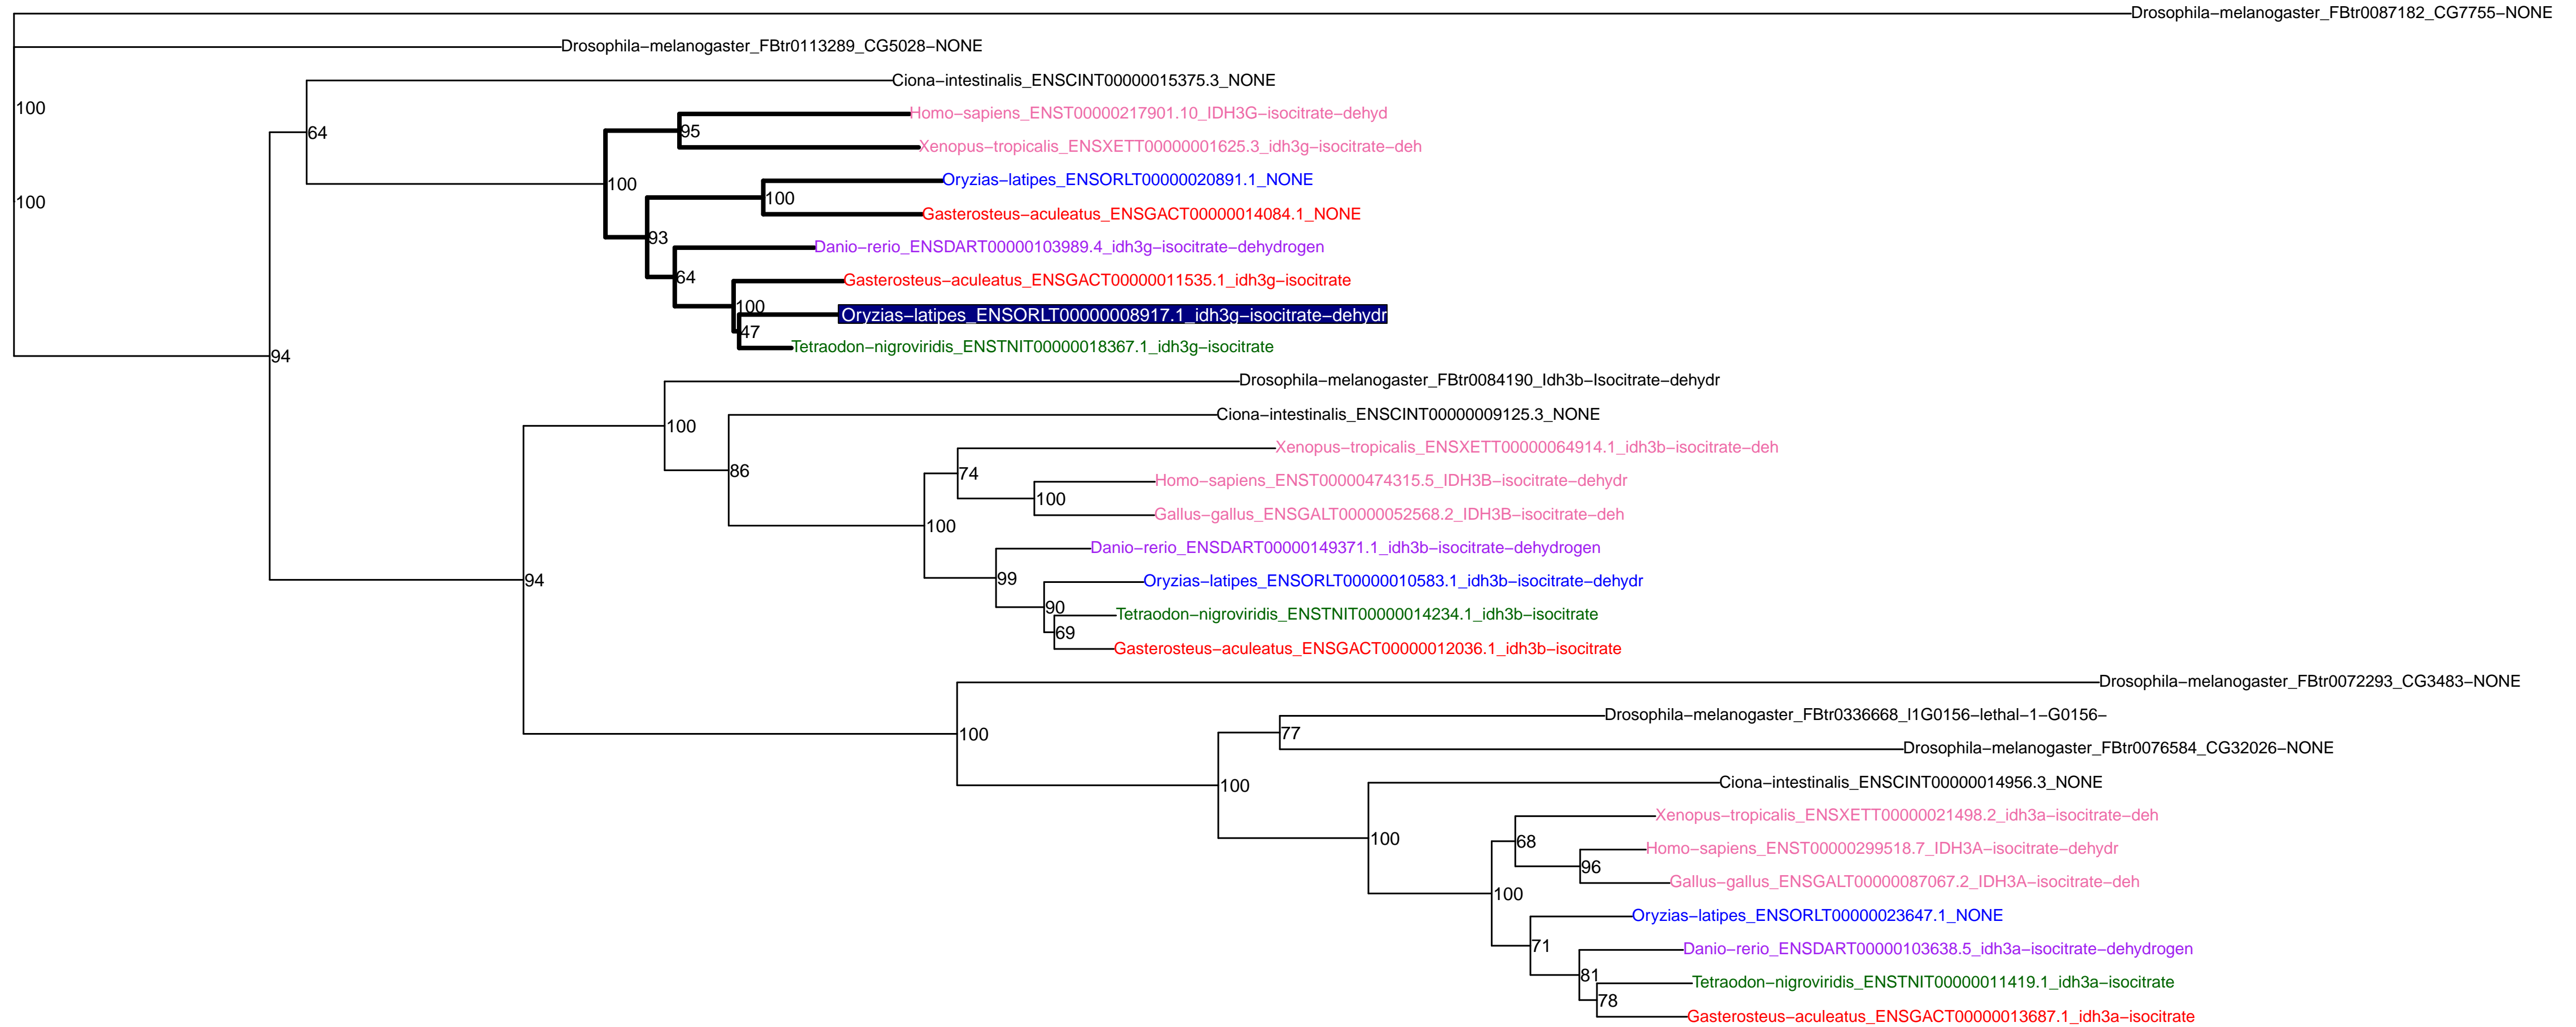 Drosophila-melanogaster_FBtr0087182_CG7755-NONE
Drosophila-melanogaster_FBtr0113289_CG5028-NONE
Ciona-intestinalis_ENSCINT00000015375.3_NONE
100
Homo-sapiens_ENST00000217901.10_IDH3G-isocitrate-dehyd
64
95
Xenopus-tropicalis_ENSXETT00000001625.3_idh3g-isocitrate-deh
Oryzias-latipes_ENSORLT00000020891.1_NONE
100
100
100
Gasterosteus-aculeatus_ENSGACT00000014084.1_NONE
93
Danio-rerio_ENSDART00000103989.4_idh3g-isocitrate-dehydrogen
64
Gasterosteus-aculeatus_ENSGACT00000011535.1_idh3g-isocitrate
100
Oryzias-latipes_ENSORLT00000008917.1_idh3g-isocitrate-dehydr
47
Tetraodon-nigroviridis_ENSTNIT00000018367.1_idh3g-isocitrate
94
Drosophila-melanogaster_FBtr0084190_Idh3b-Isocitrate-dehydr
Ciona-intestinalis_ENSCINT00000009125.3_NONE
100
Xenopus-tropicalis_ENSXETT00000064914.1_idh3b-isocitrate-deh
86
74
Homo-sapiens_ENST00000474315.5_IDH3B-isocitrate-dehydr
100
Gallus-gallus_ENSGALT00000052568.2_IDH3B-isocitrate-deh
100
Danio-rerio_ENSDART00000149371.1_idh3b-isocitrate-dehydrogen
94
99
Oryzias-latipes_ENSORLT00000010583.1_idh3b-isocitrate-dehydr
90
Tetraodon-nigroviridis_ENSTNIT00000014234.1_idh3b-isocitrate
69
Gasterosteus-aculeatus_ENSGACT00000012036.1_idh3b-isocitrate
Drosophila-melanogaster_FBtr0072293_CG3483-NONE
Drosophila-melanogaster_FBtr0336668_l1G0156-lethal-1-G0156-
100
77
Drosophila-melanogaster_FBtr0076584_CG32026-NONE
100
Ciona-intestinalis_ENSCINT00000014956.3_NONE
Xenopus-tropicalis_ENSXETT00000021498.2_idh3a-isocitrate-deh
100
68
Homo-sapiens_ENST00000299518.7_IDH3A-isocitrate-dehydr
96
Gallus-gallus_ENSGALT00000087067.2_IDH3A-isocitrate-deh
100
Oryzias-latipes_ENSORLT00000023647.1_NONE
71
Danio-rerio_ENSDART00000103638.5_idh3a-isocitrate-dehydrogen
81
Tetraodon-nigroviridis_ENSTNIT00000011419.1_idh3a-isocitrate
78
Gasterosteus-aculeatus_ENSGACT00000013687.1_idh3a-isocitrate